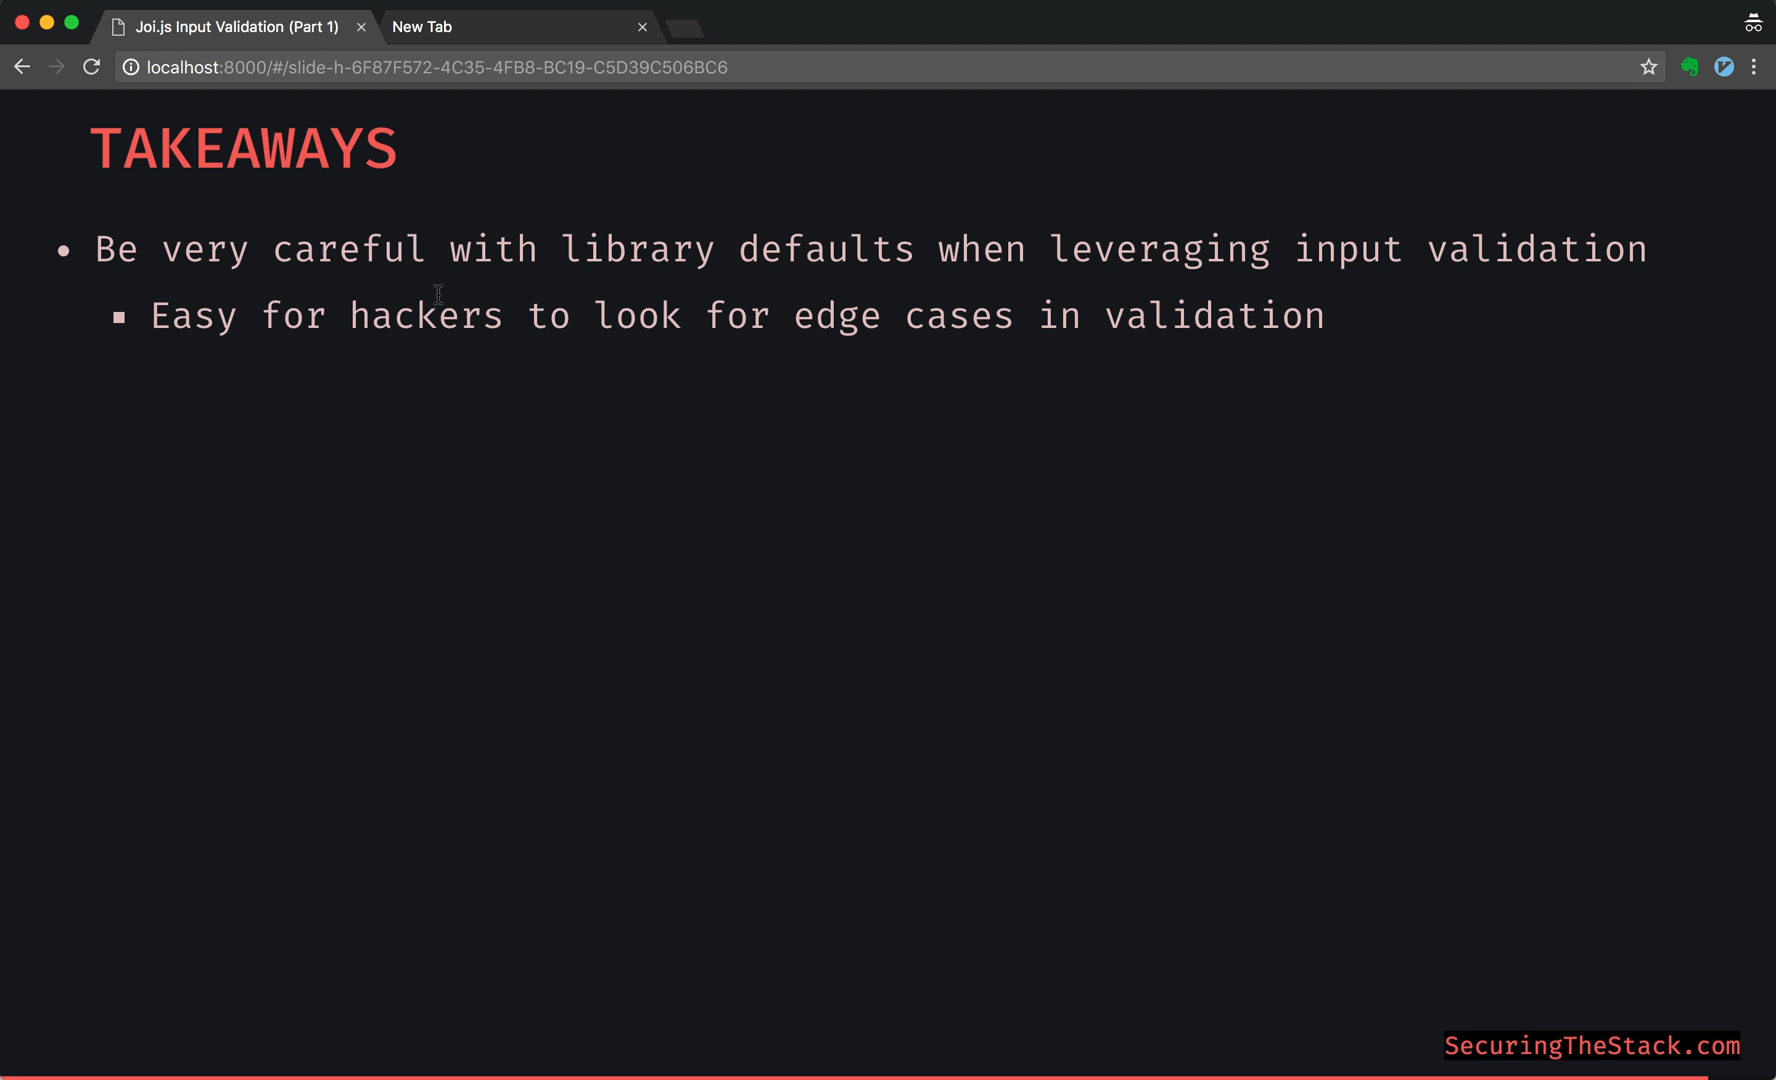 Joi.js Input Validation (Part 1)
New Tab
localhost:8000/#/slide-h-6F87F572-4C35-4FB8-BC19-C5D39C506BC6
TAKEAWAYS
• Be very careful with library defaults when leveraging input validation
▪ Easy for hackers to look for edge cases in validation
SecuringTheStack.com